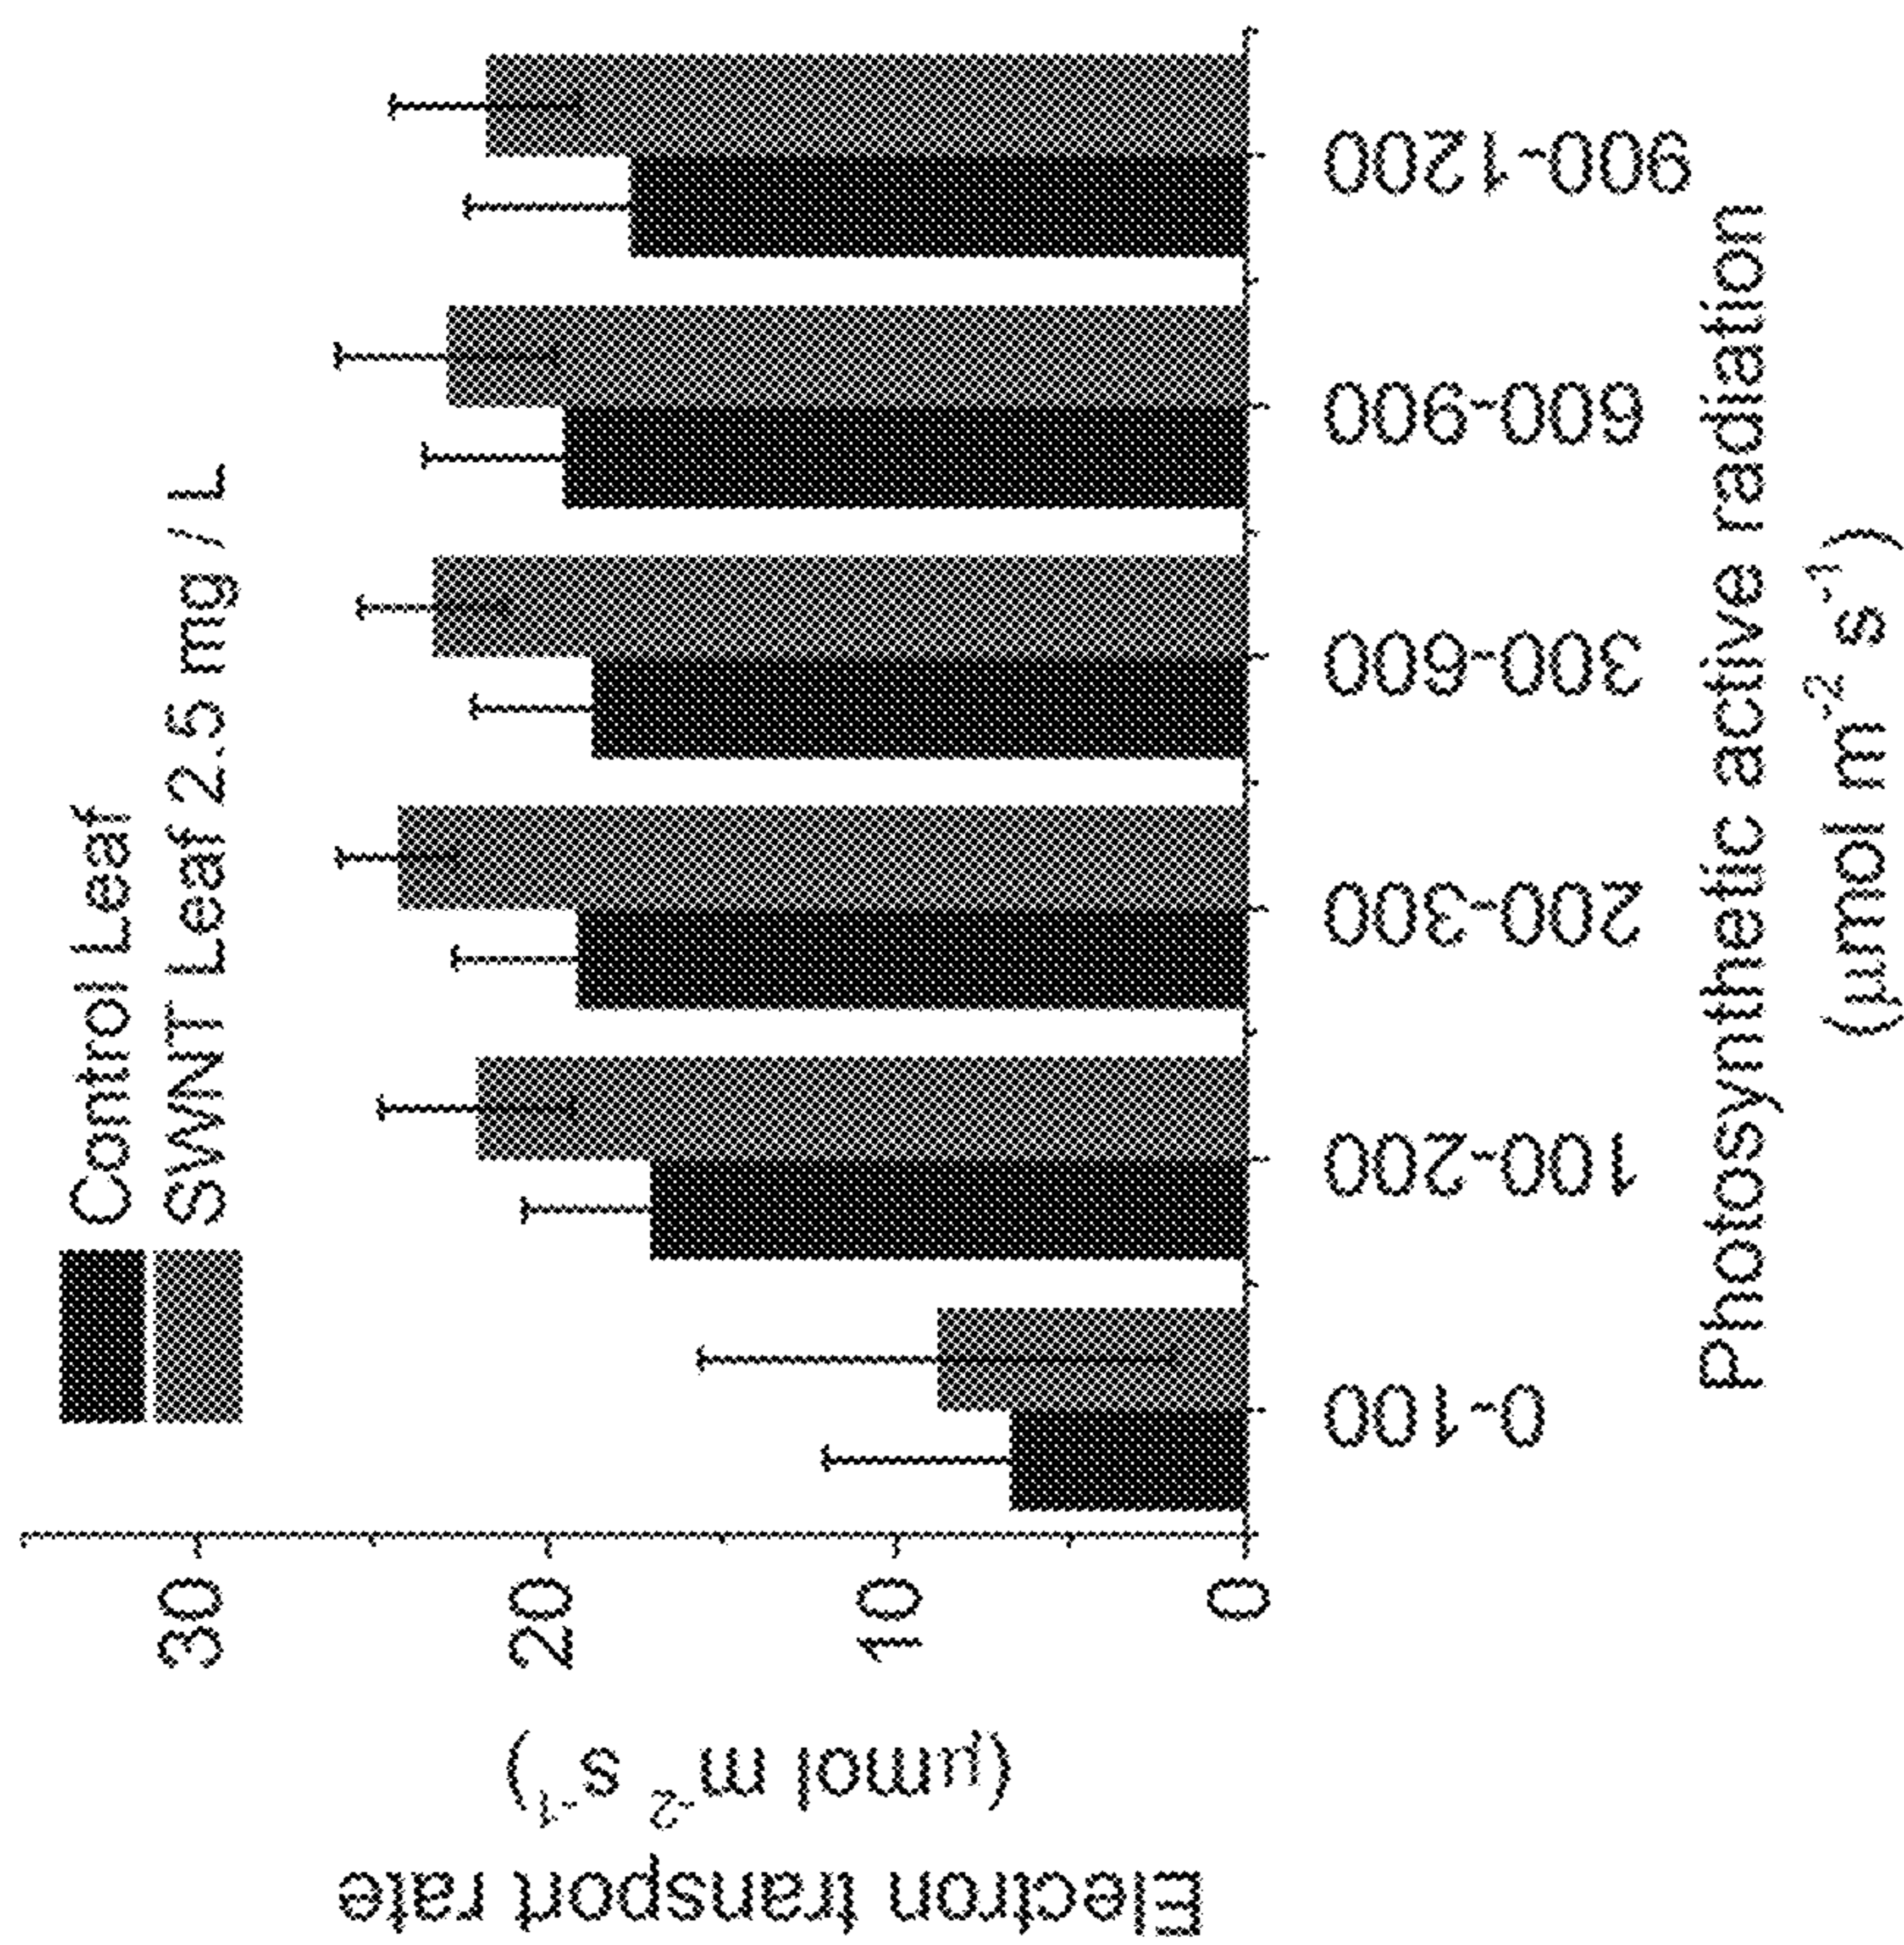 Control Leaf
SWNT Leaf 2.5 mg / L
Electron transport rate
(µmol m⁻² s⁻¹)
30
20
10
0
0-100
100-200
200-300
300-600
600-900
900-1200
Photosynthetic active radiation
(µmol m⁻² s⁻¹)